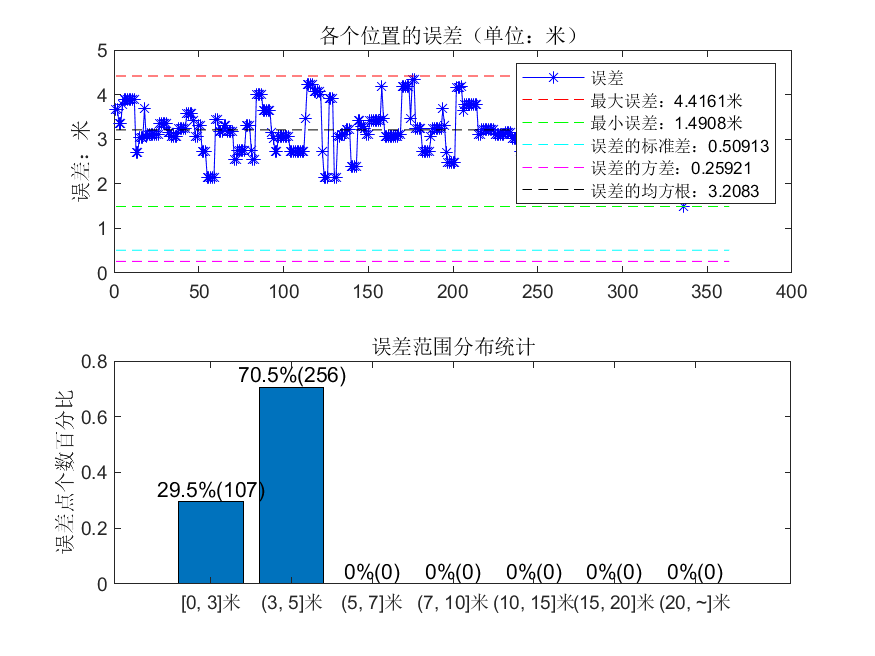 各个位置的误差（单位：米）
误差：米
5
4
3
2
1
0
0 50 100 150 200 250 300 350 400
误差
最大误差：4.4161米
最小误差：1.4908米
误差的标准差：0.50913
误差的方差：0.25921
误差的均方根：3.2083
误差范围分布统计
误差点个数百分比
0.8
0.6
0.4
0.2
0
70.5%(256)
29.5%(107)
0%(0) 0%(0) 0%(0) 0%(0) 0%(0)
[0, 3]米 (3, 5]米 (5, 7]米 (7, 10]米 (10, 15]米 (15, 20]米 (20, ~]米